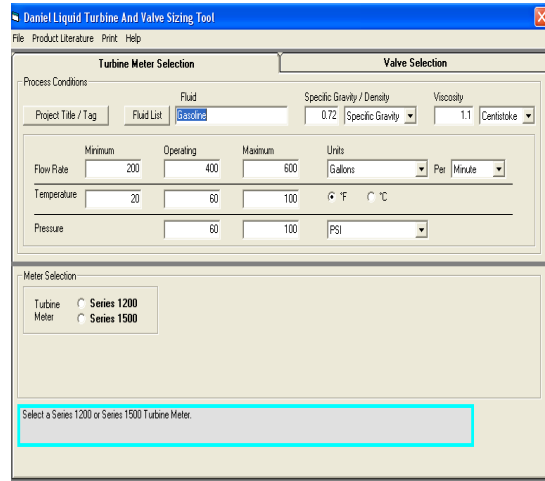 Daniel Liquid Turbine And Valve Sizing Tool
File Product Literature Print Help
Turbine Meter Selection Valve Selection
Process Conditions
Fluid Specific Gravity / Density Viscosity
Project Title / Tag Fluid List Gasoline 0.72 Specific Gravity 1.1 Centistoke
Minimum Operating Maximum Units
Flow Rate 200 400 600 Gallons Per Minute
Temperature 20 60 100 °F °C
Pressure 60 100 PSI
Meter Selection
Turbine Meter
Series 1200
Series 1500
Select a Series 1200 or Series 1500 Turbine Meter.